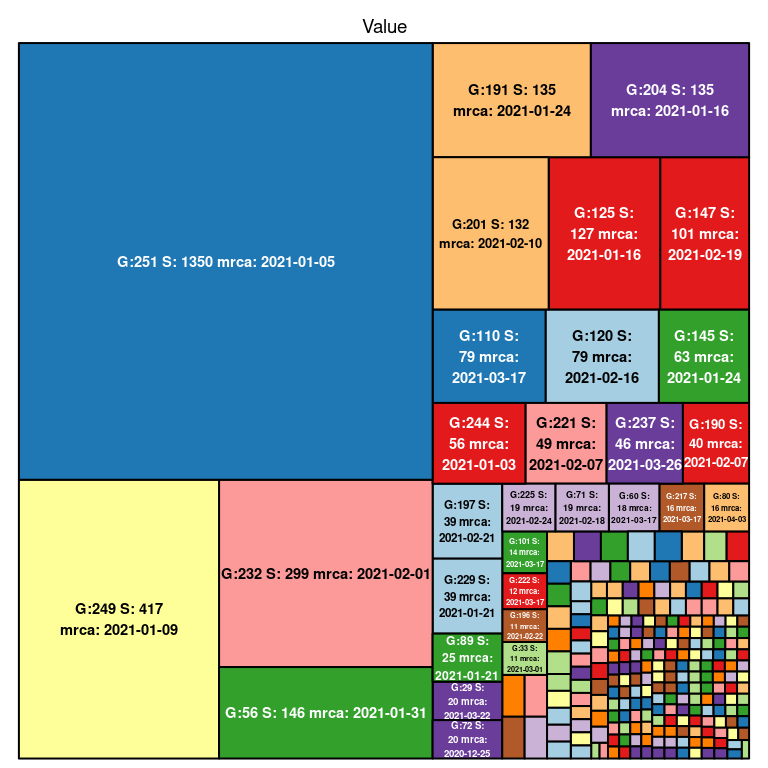 Value
G:251 S: 1350 mrca: 2021-01-05
G:191 S: 135
mrca: 2021-01-24
G:204 S: 135
mrca: 2021-01-16
G:201 S: 132
mrca: 2021-02-10
G:125 S:
127 mrca:
2021-01-16
G:147 S:
101 mrca:
2021-02-19
G:110 S:
79 mrca:
2021-03-17
G:120 S:
79 mrca:
2021-02-16
G:145 S:
63 mrca:
2021-01-24
G:244 S:
56 mrca:
2021-01-03
G:221 S:
49 mrca:
2021-02-07
G:237 S:
46 mrca:
2021-03-26
G:190 S:
40 mrca:
2021-02-07
G:249 S: 417
mrca: 2021-01-09
G:232 S: 299 mrca: 2021-02-01
G:56 S: 146 mrca: 2021-01-31
G:197 S:
39 mrca:
2021-02-21
G:229 S:
39 mrca:
2021-01-21
G:89 S:
25 mrca:
2021-01-21
G:29 S:
20 mrca:
2021-03-22
G:72 S:
20 mrca:
2020-12-25
G:225 S:
19 mrca:
2021-02-24
G:71 S:
19 mrca:
2021-02-18
G:60 S:
18 mrca:
2021-03-17
G:217 S:
16 mrca:
2021-03-17
G:80 S:
16 mrca:
2021-04-03
G:101 S:
14 mrca:
2021-03-17
G:222 S:
12 mrca:
2021-03-17
G:196 S:
11 mrca:
2021-02-22
G:33 S:
11 mrca:
2021-03-01